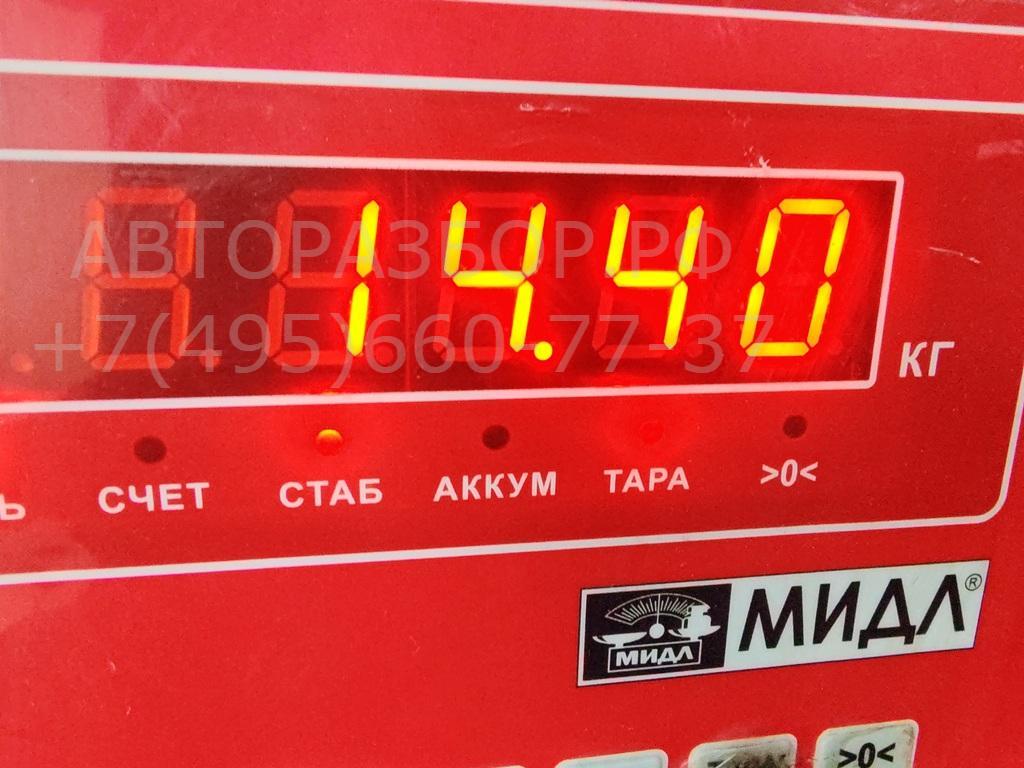 14.40
КГ
АВТОРАЗБОР.РФ
+7(495)660-77-37
СЧЕТ СТАБ АККУМ ТАРА >0<
МИДЛ МИДЛ®
>0<